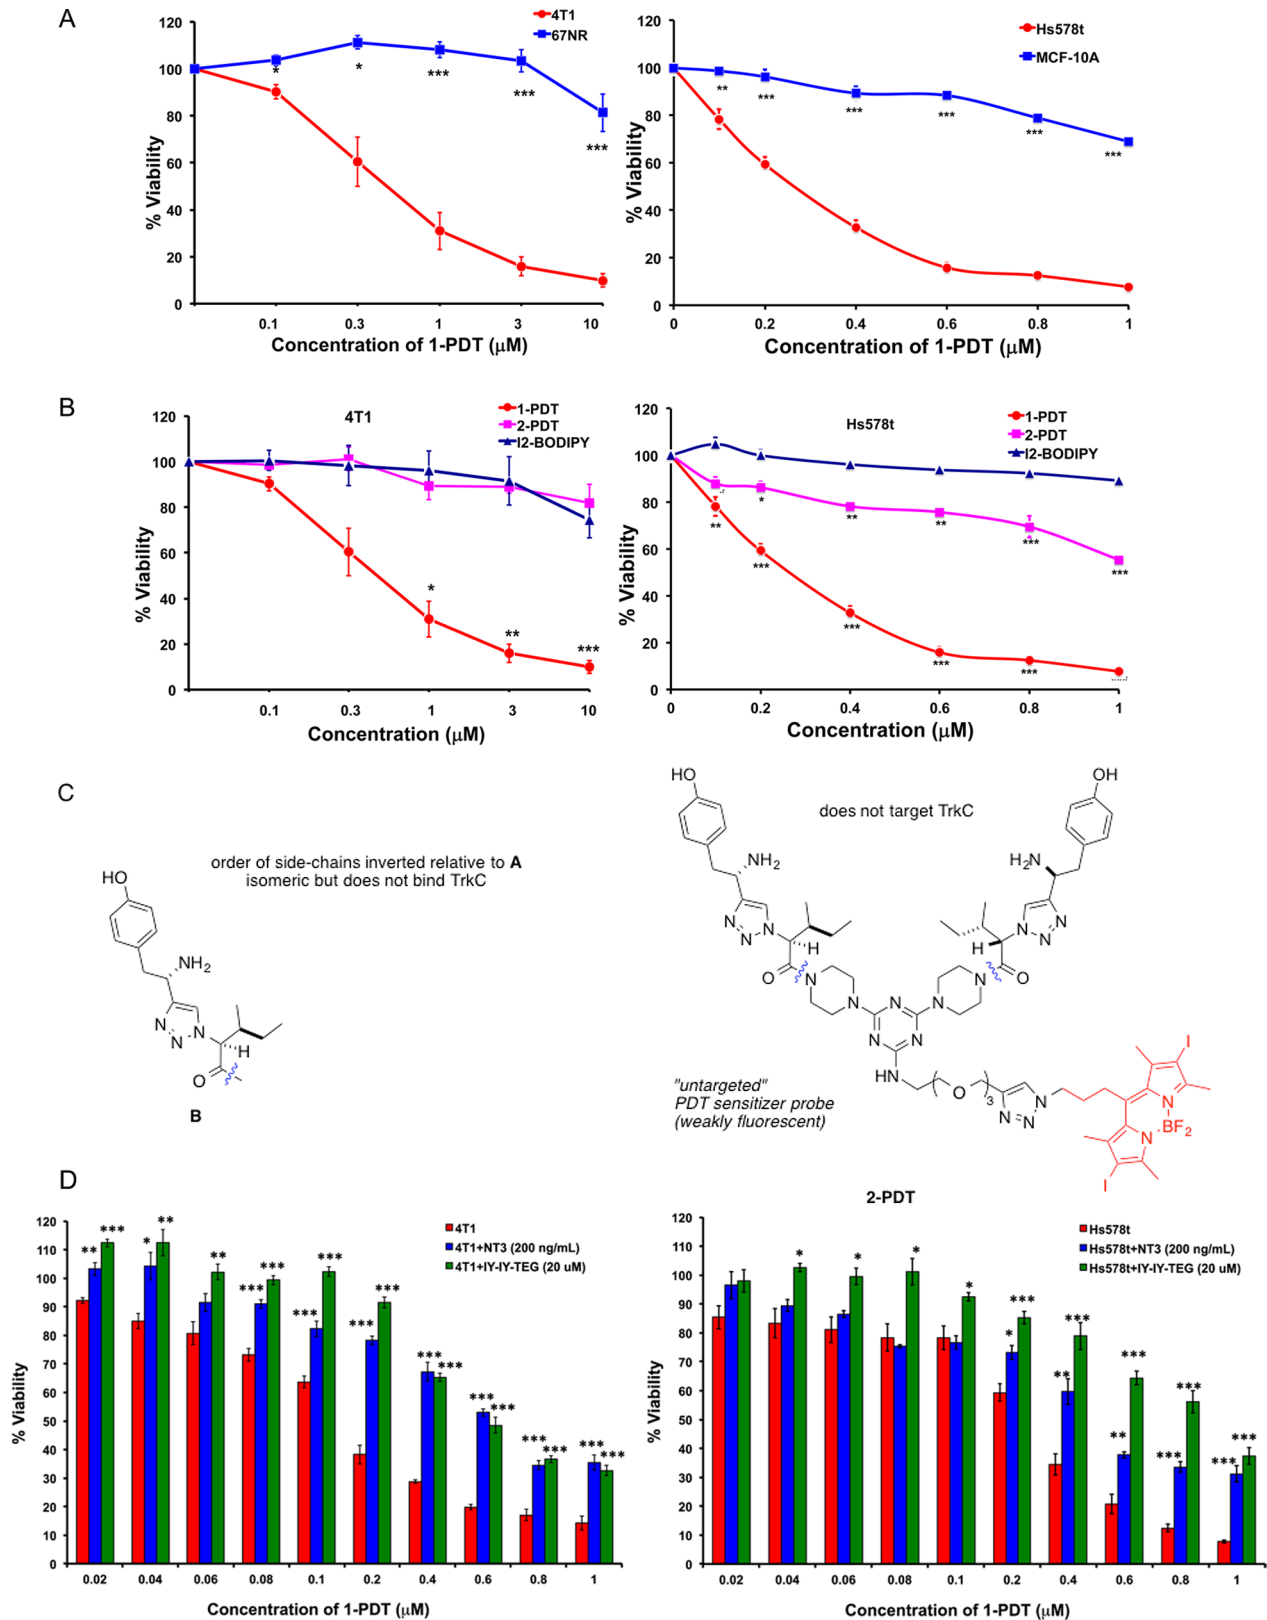 A
4T1
67NR
120
100
80
60
40
20
0
% Viability
*
*
***
***
***
0.1
0.3
1
3
10
Concentration of 1-PDT (μM)
Hs578t
MCF-10A
120
100
80
60
40
20
0
% Viability
**
***
***
***
***
***
0
0.2
0.4
0.6
0.8
1
Concentration of 1-PDT (μM)
B
4T1
1-PDT
2-PDT
I2-BODIPY
120
100
80
60
40
20
0
% Viability
*
**
***
0.1
0.3
1
3
10
Concentration (μM)
Hs578t
1-PDT
2-PDT
I2-BODIPY
120
100
80
60
40
20
0
% Viability
*
**
**
***
***
**
***
***
***
***
0
0.2
0.4
0.6
0.8
1
Concentration (μM)
C
order of side-chains inverted relative to A
isomeric but does not bind TrkC
HO
NH2
N
N
N
H
O
B
HO
OH
does not target TrkC
NH2
H2N
N
N
N
H
O
N
N
N
H
O
N
N
N
N
N
N
N
HN
O
3
N
N
N
I
N
BF2
N
I
"untargeted"
PDT sensitizer probe
(weakly fluorescent)
2-PDT
D
4T1
4T1+NT3 (200 ng/mL)
4T1+IY-IY-TEG (20 uM)
120
110
100
90
80
70
60
50
40
30
20
10
0
% Viability
** ***
* **
**
*** ***
*** ***
*** ***
*** ***
*** ***
*** ***
*** ***
0.02
0.04
0.06
0.08
0.1
0.2
0.4
0.6
0.8
1
Concentration of 1-PDT (μM)
Hs578t
Hs578t+NT3 (200 ng/mL)
Hs578t+IY-IY-TEG (20 uM)
120
110
100
90
80
70
60
50
40
30
20
10
0
% Viability
*
*
*
*
* ***
** ***
** ***
*** ***
*** ***
0.02
0.04
0.06
0.08
0.1
0.2
0.4
0.6
0.8
1
Concentration of 1-PDT (μM)